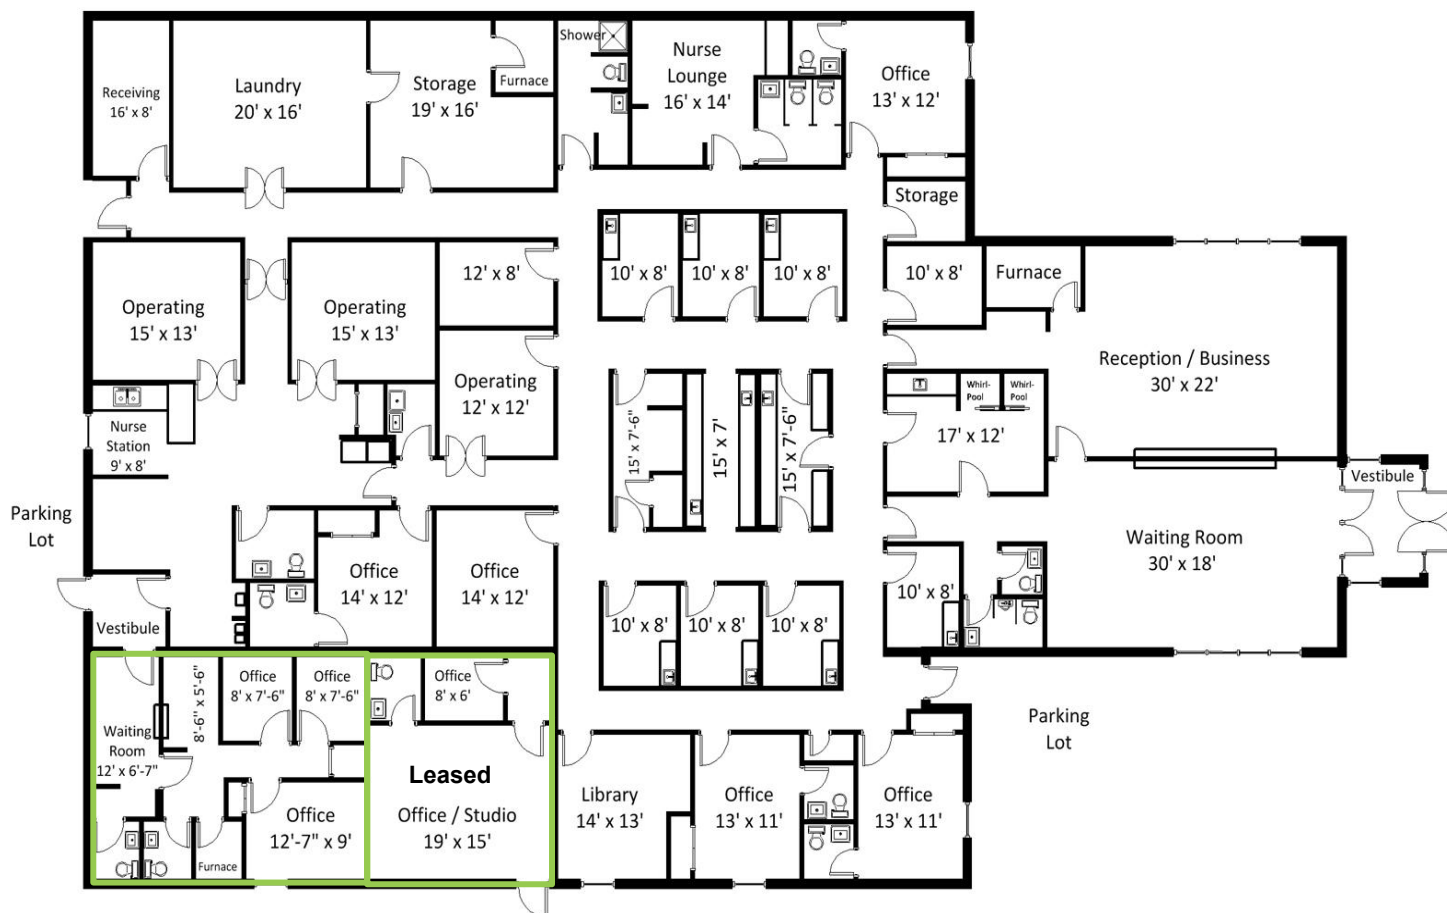 Receiving
16' x 8'
Laundry
20' x 16'
Storage
19' x 16'
Furnace
Shower
Nurse
Lounge
16' x 14'
Office
13' x 12'
Storage
Operating
15' x 13'
Operating
15' x 13'
12' x 8'
10' x 8'
10' x 8'
10' x 8'
10' x 8'
Furnace
Reception / Business
30' x 22'
Operating
12' x 12'
Nurse
Station
9' x 8'
15' x 7'-6"
15' x 7'
15' x 7'-6"
Whirl-
Pool
Whirl-
Pool
17' x 12'
Vestibule
Parking
Lot
Waiting Room
30' x 18'
Office
14' x 12'
Office
14' x 12'
10' x 8'
Vestibule
10' x 8'
10' x 8'
10' x 8'
Waiting
Room
12' x 6'-7"
8'-6" x 5'-6"
Office
8' x 7'-6"
Office
8' x 7'-6"
Office
8' x 6'
Parking
Lot
Leased
Office / Studio
19' x 15'
Office
12'-7" x 9'
Furnace
Library
14' x 13'
Office
13' x 11'
Office
13' x 11'